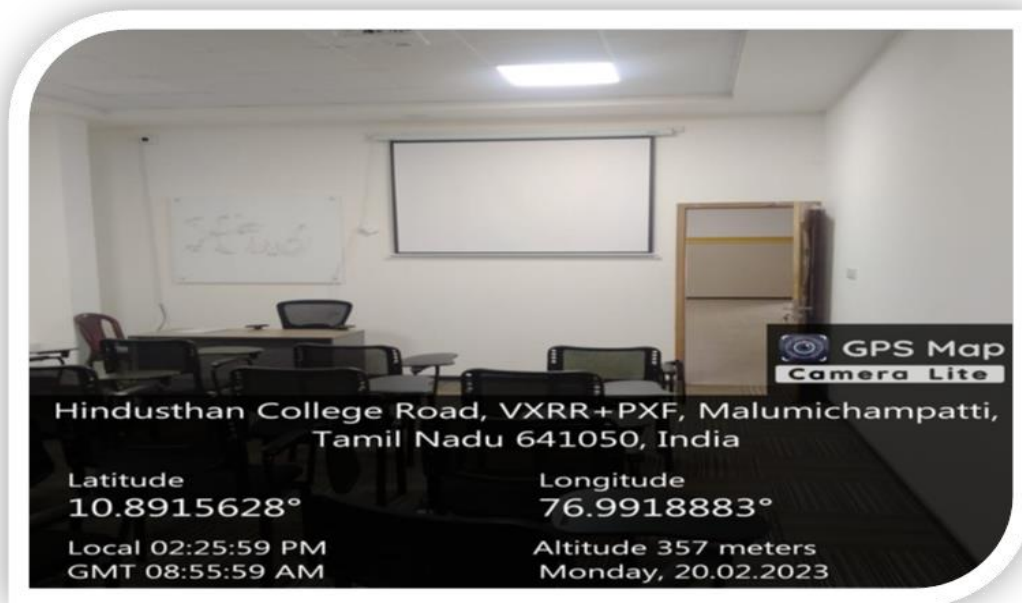 GPS Map
Camera Lite
Hindusthan College Road, VXRR+PXF, Malumichampatti,
Tamil Nadu 641050, India
Latitude
10.8915628°
Longitude
76.9918883°
Local 02:25:59 PM
GMT 08:55:59 AM
Altitude 357 meters
Monday, 20.02.2023